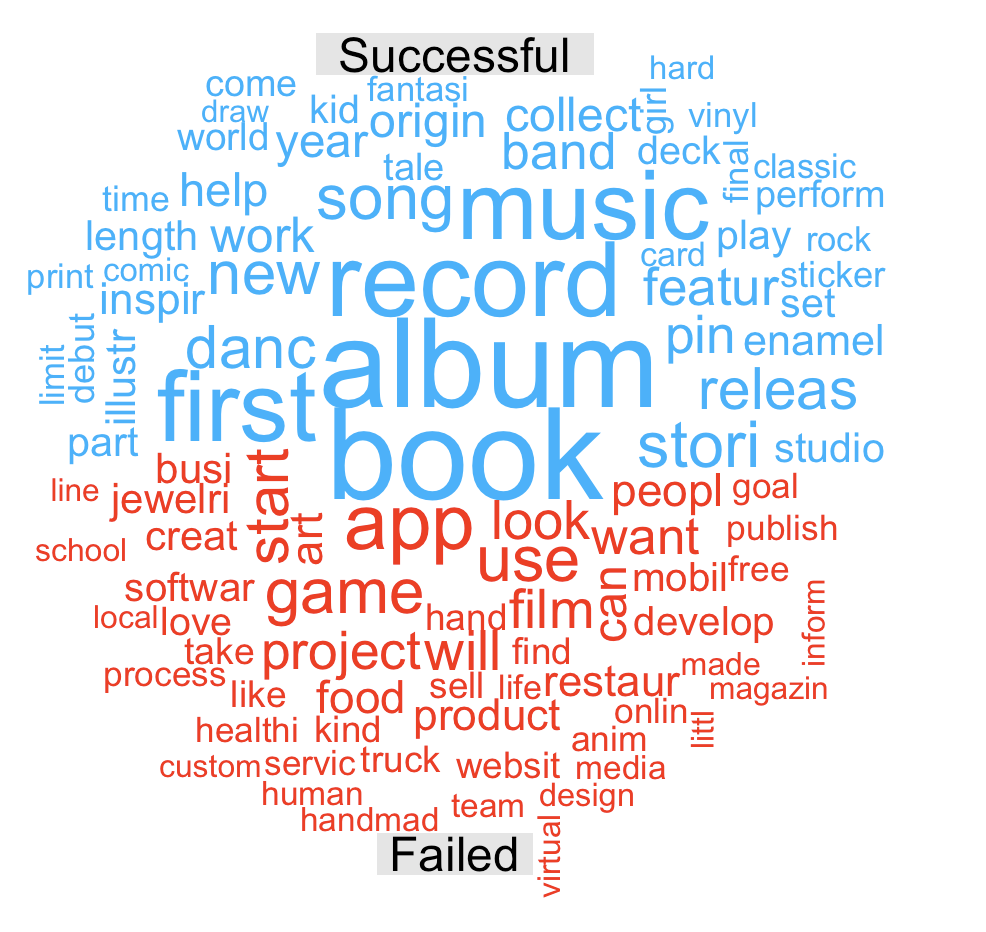 Successful
come fantasi hard
draw kid origin collect girl vinyl
world year band deck final classic
tale
time help song music perform
length work card play rock
print comic new record featur sticker
inspir set
limit debut illustr danc album pin enamel
first releas
part book stori studio
busi start peopl goal
line jewelri art app look want publish
school creat use
softwar game can mobil free
local love hand film develop inform
take project will find
process made
like food sell life restaur magazin
product onlin littl
healthi kind anim
custom servic truck websit media
human team design
handmad
Failed virtual